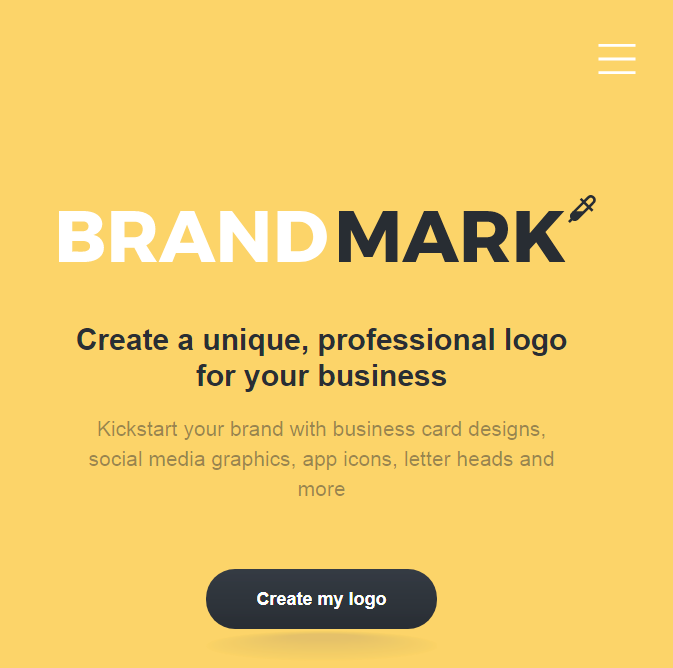 BRANDMARK
Create a unique, professional logo
for your business
Kickstart your brand with business card designs,
social media graphics, app icons, letter heads and
more
Create my logo